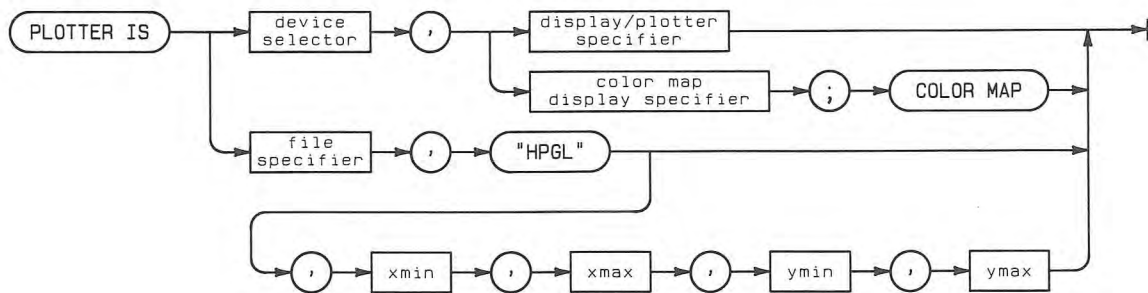 PLOTTER IS
device
selector
,
display/plotter
specifier
color map
display specifier
;
COLOR MAP
file
specifier
,
"HPGL"
,
xmin
,
xmax
,
ymin
,
ymax